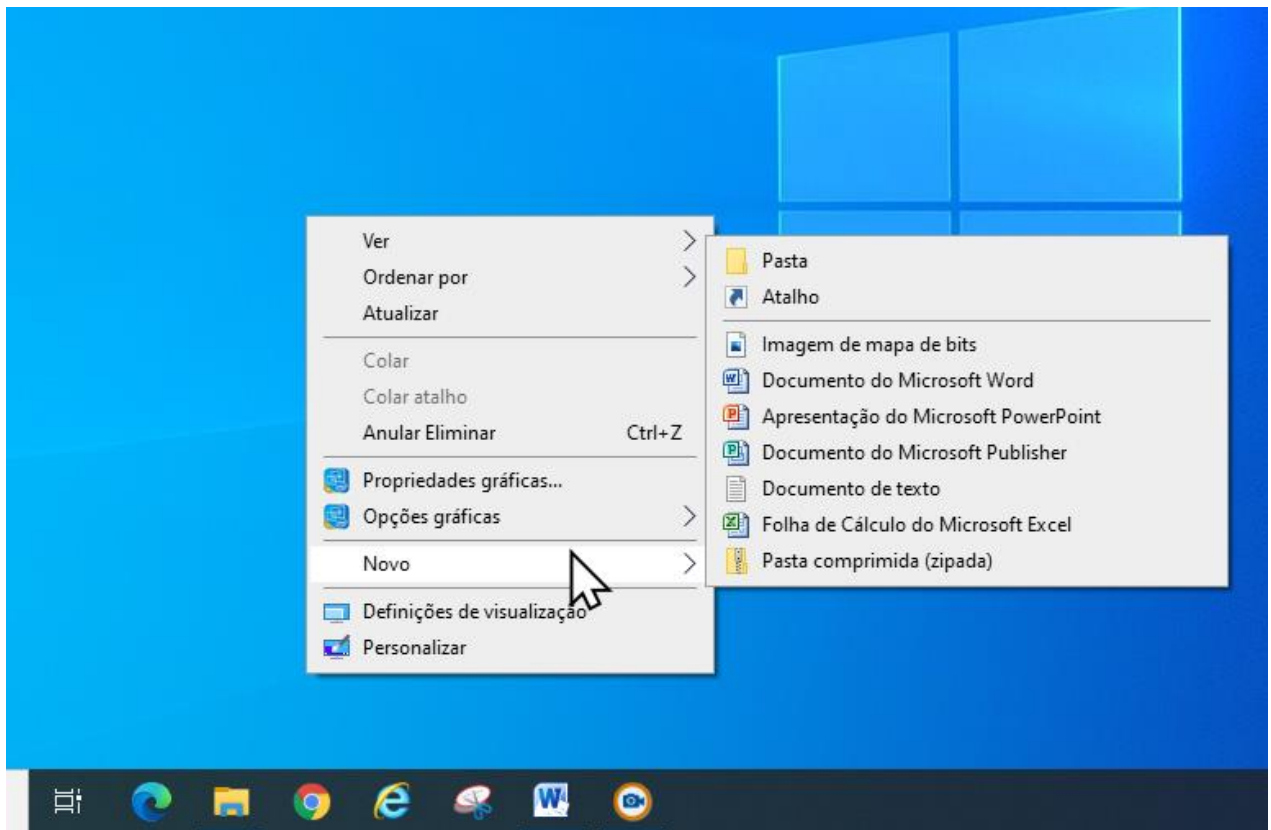 Ver
Ordenar por
Atualizar
Colar
Colar atalho
Anular Eliminar Ctrl+Z
Propriedades gráficas...
Opções gráficas
Novo
Definições de visualização
Personalizar
Pasta
Atalho
Imagem de mapa de bits
Documento do Microsoft Word
Apresentação do Microsoft PowerPoint
Documento do Microsoft Publisher
Documento de texto
Folha de Cálculo do Microsoft Excel
Pasta comprimida (zipada)